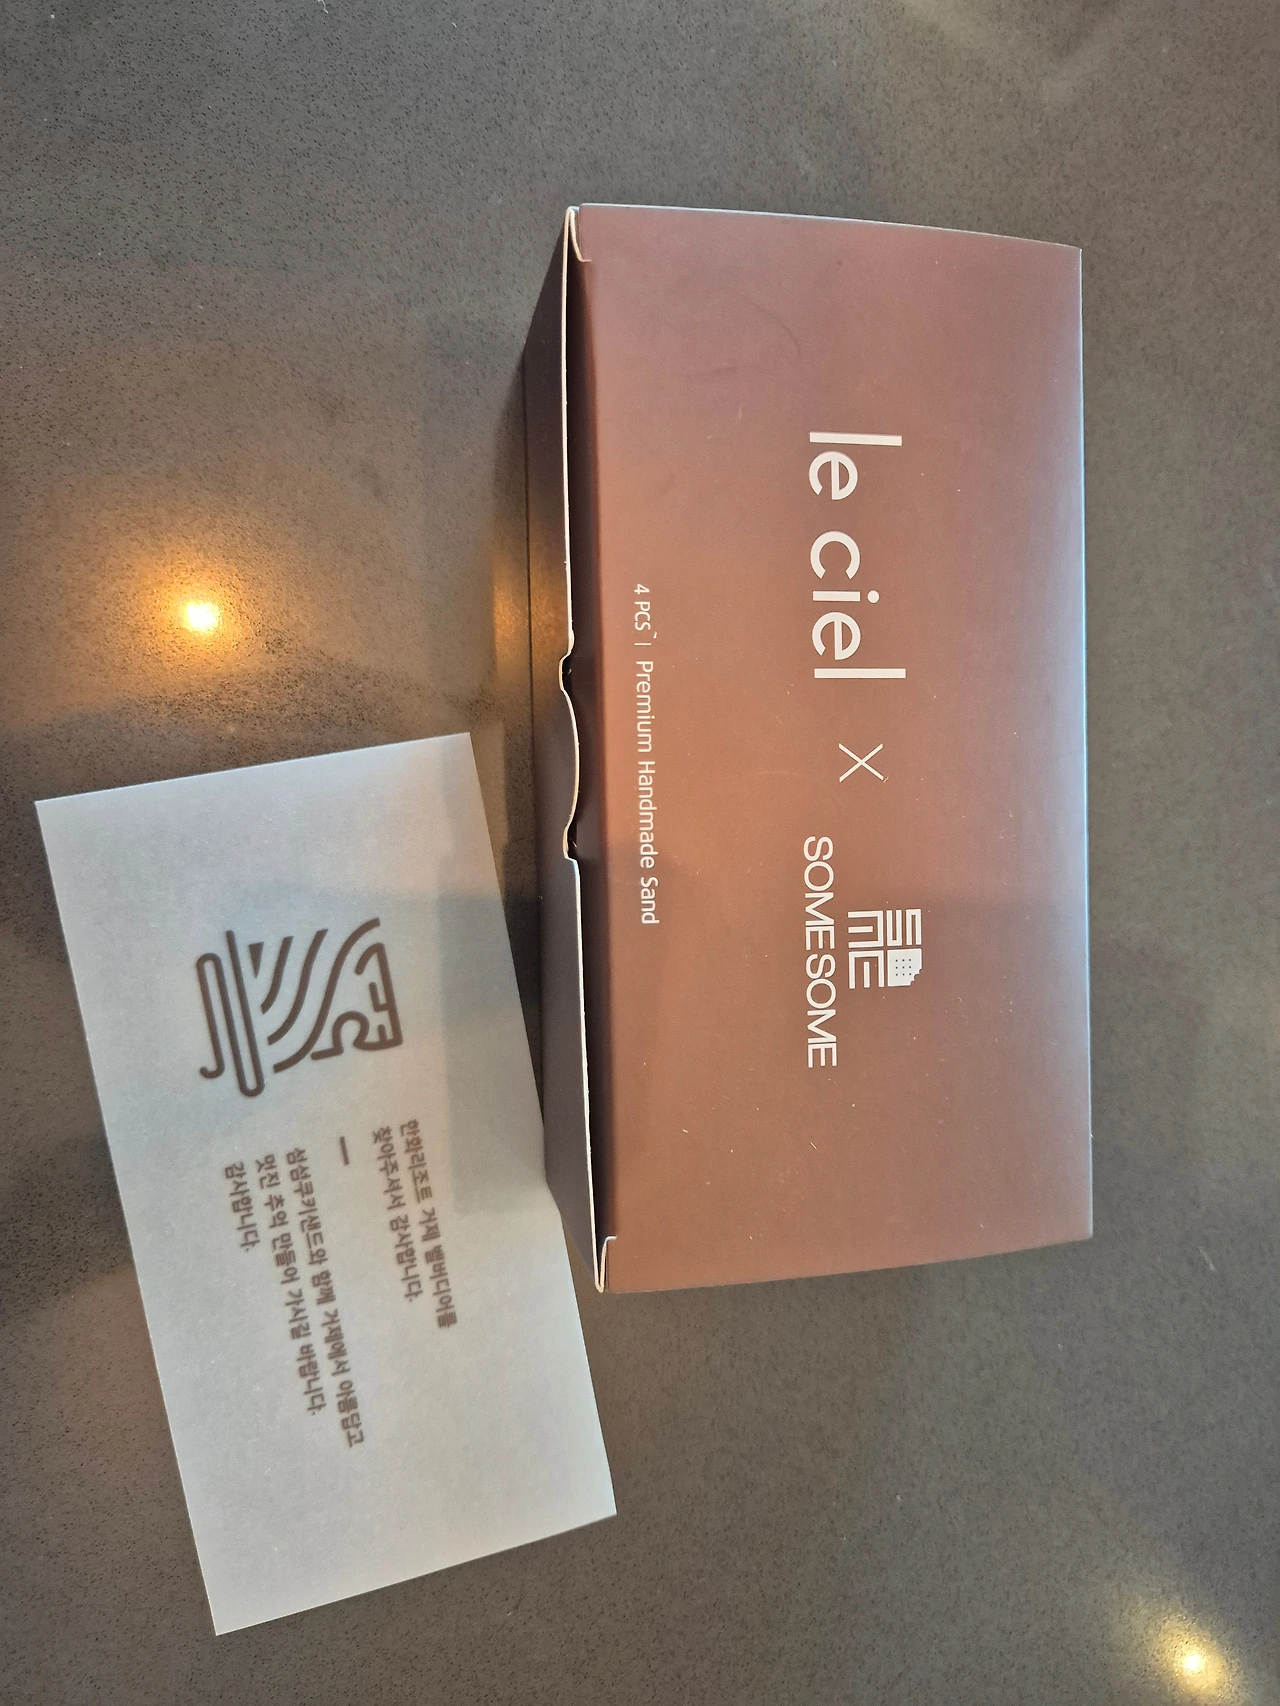 le ciel × SOME
SOMESOME
4 PCS | Premium Handmade Sand
한화리조트 거제 벨버디어를
찾아주셔서 감사합니다.
섬섬쿠키샌드와 함께 거제에서 아름답고
멋진 추억 만들어 가시길 바랍니다.
감사합니다.